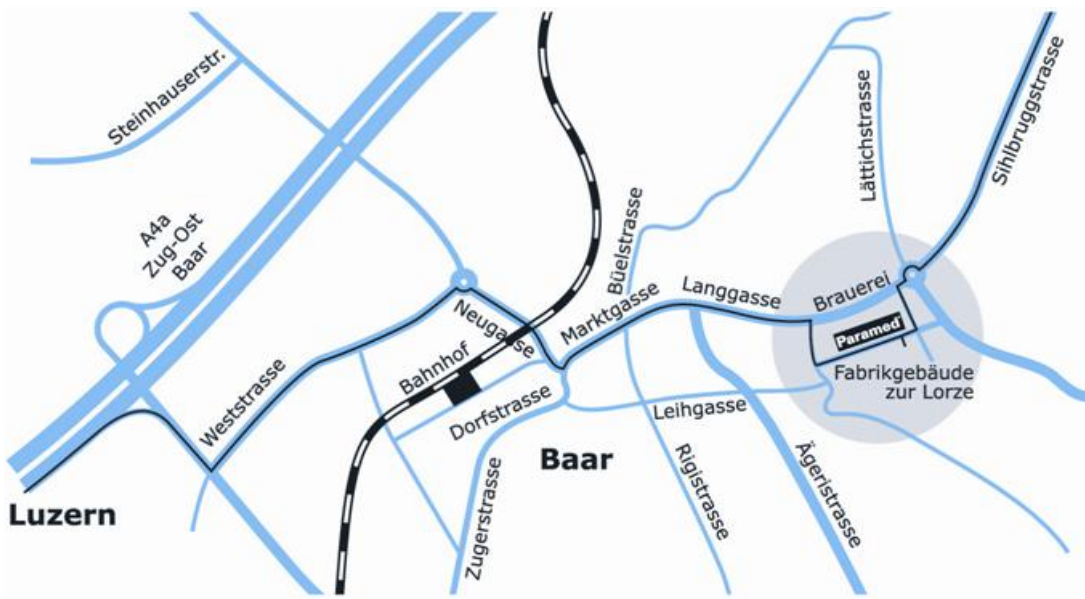 Steinhauserstr.
A4a
Zug-Ost
Baar
Lättichstrasse
Sihlbruggstrasse
Büelstrasse
Neugasse
Marktgasse
Langgasse
Brauerei
Paramed
Weststrasse
Bahnhof
Dorfstrasse
Leihgasse
Fabrikgebäude
zur Lorze
Baar
Zugerstrasse
Rigistrasse
Ägeristrasse
Luzern